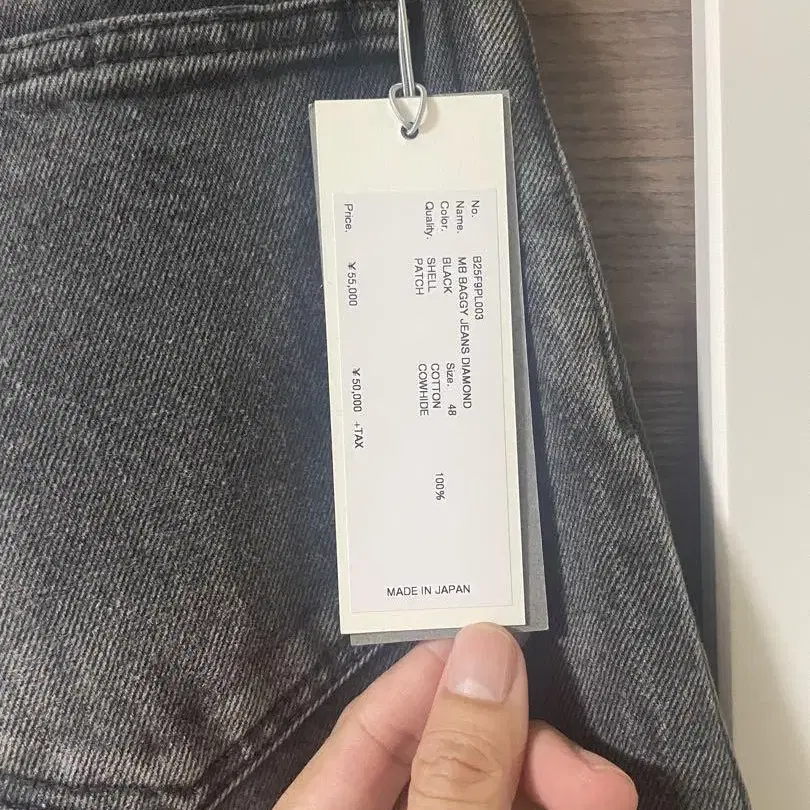 No. B25F9PL003
Name. MB BAGGY JEANS DIAMOND
Color. BLACK Size. 48
Quality. SHELL COTTON 100%
PATCH COWHIDE
Price. ¥55,000 ¥50,000 +TAX
MADE IN JAPAN